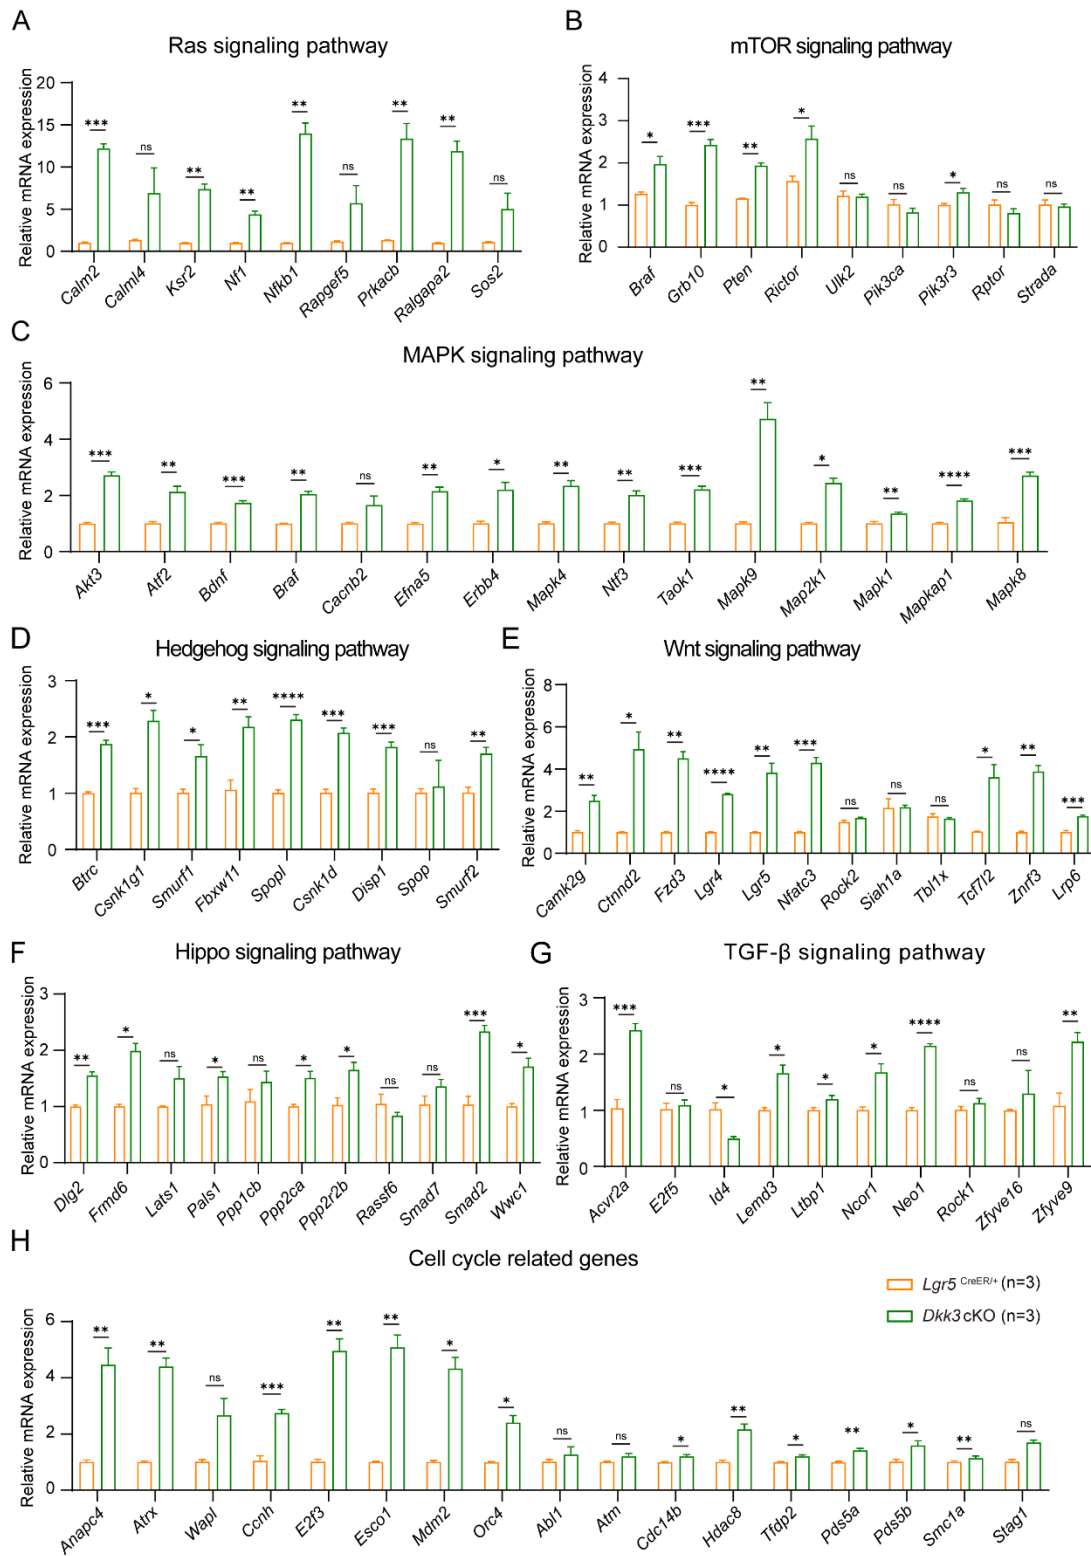 A
Ras signaling pathway
Relative mRNA expression
20
15
10
5
0
*** ns ** ** ** ns ** ** ns
Calm2 Calml4 Ksr2 Nf1 Nfkb1 Rapgef5 Prkacb Ralgapa2 Sos2
B
mTOR signaling pathway
Relative mRNA expression
4
3
2
1
0
* *** ** * ns ns * ns ns
Braf Grb10 Pten Rictor Ulk2 Pik3ca Pik3r3 Rptor Strada
C
MAPK signaling pathway
Relative mRNA expression
6
4
2
0
*** ** *** ** ns ** * ** ** *** ** * ** **** ***
Akt3 Atf2 Bdnf Braf Cacnb2 Efna5 Erbb4 Mapk4 Ntf3 Taok1 Mapk9 Map2k1 Mapk1 Mapkap1 Mapk8
D
Hedgehog signaling pathway
Relative mRNA expression
3
2
1
0
*** * * ** **** *** *** ns **
Btrc Csnk1g1 Smurf1 Fbxw11 Spopl Csnk1d Disp1 Spop Smurf2
E
Wnt signaling pathway
Relative mRNA expression
8
6
4
2
0
** * ** **** ** *** ns ns ns * ** ***
Camk2g Ctnnd2 Fzd3 Lgr4 Lgr5 Nfatc3 Rock2 Siah1a Tbl1x Tcf7l2 Znrf3 Lrp6
F
Hippo signaling pathway
Relative mRNA expression
3
2
1
0
** * ns * ns * * ns ns *** *
Dlg2 Frmd6 Lats1 Pals1 Ppp1cb Ppp2ca Ppp2r2b Rassf6 Smad7 Smad2 Wwc1
G
TGF-β signaling pathway
Relative mRNA expression
3
2
1
0
*** ns * * * * **** ns ns **
Acvr2a E2f5 Id4 Lemd3 Ltbp1 Ncor1 Neo1 Rock1 Zfyve16 Zfyve9
H
Cell cycle related genes
Lgr5 CreER/+ (n=3)
Dkk3 cKO (n=3)
Relative mRNA expression
6
4
2
0
** ** ns *** ** ** * * ns ns * ** * ** * ** ns
Anapc4 Atrx Wapl Ccnh E2f3 Esco1 Mdm2 Orc4 Abl1 Atm Cdc14b Hdac8 Tfdp2 Pds5a Pds5b Smc1a Stag1